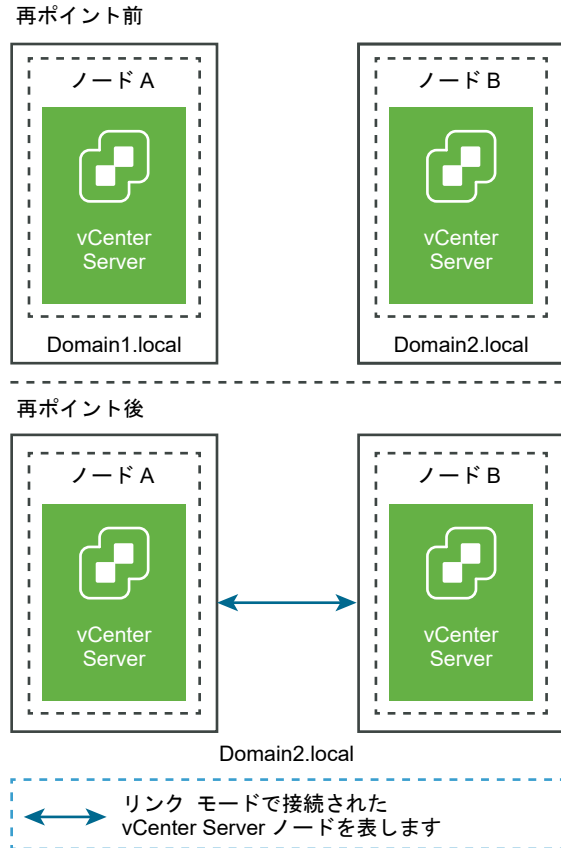 再ポイント前
ノード A
ノード B
vCenter
Server
vCenter
Server
Domain1.local
Domain2.local
再ポイント後
ノード A
ノード B
vCenter
Server
vCenter
Server
Domain2.local
リンク モードで接続された
vCenter Server ノードを表します